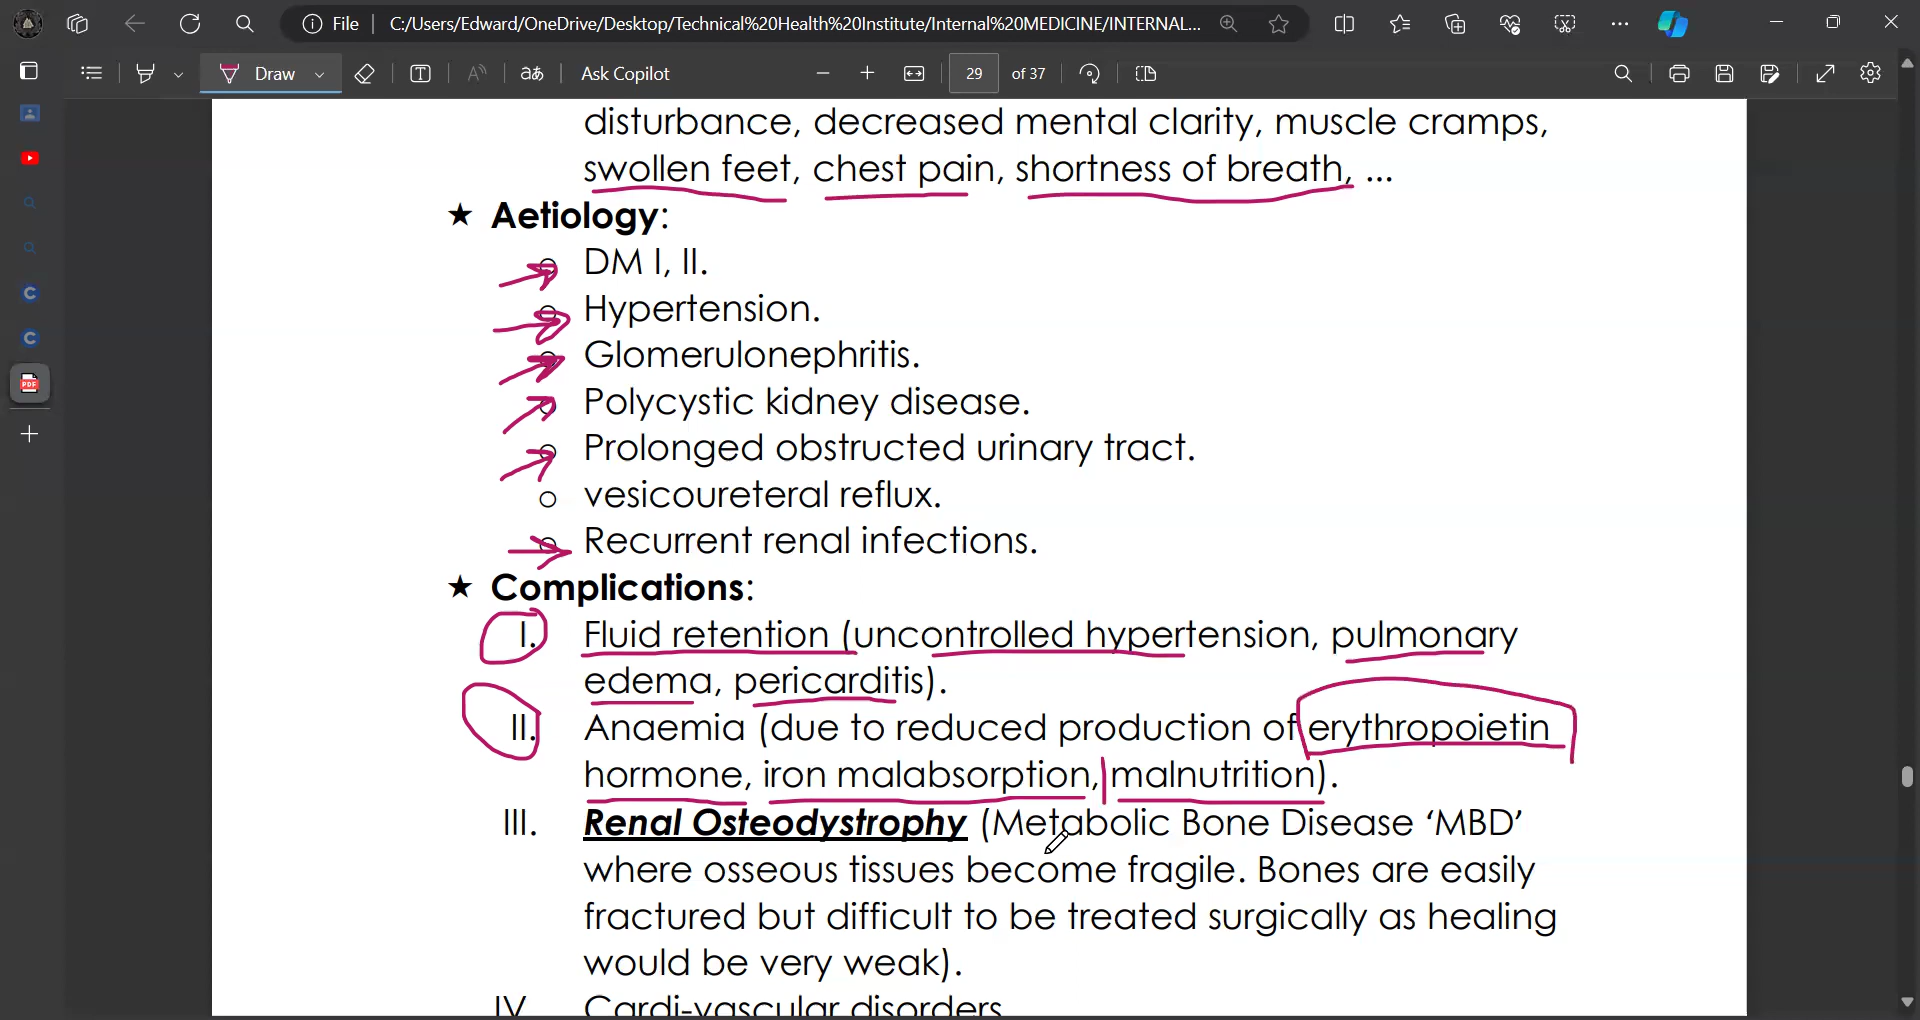 File
C:/Users/Edward/OneDrive/Desktop/Technical%20Health%20Institute/Internal%20MEDICINE/INTERNAL...
Draw
aあ
Ask Copilot
29 of 37
disturbance, decreased mental clarity, muscle cramps,
swollen feet, chest pain, shortness of breath, ...
★ Aetiology:
o DM I, II.
o Hypertension.
o Glomerulonephritis.
o Polycystic kidney disease.
o Prolonged obstructed urinary tract.
o vesicoureteral reflux.
o Recurrent renal infections.
★ Complications:
I. Fluid retention (uncontrolled hypertension, pulmonary
edema, pericarditis).
II. Anaemia (due to reduced production of erythropoietin
hormone, iron malabsorption, malnutrition).
III. Renal Osteodystrophy (Metabolic Bone Disease ‘MBD’
where osseous tissues become fragile. Bones are easily
fractured but difficult to be treated surgically as healing
would be very weak).
IV. Cardi-vascular disorders